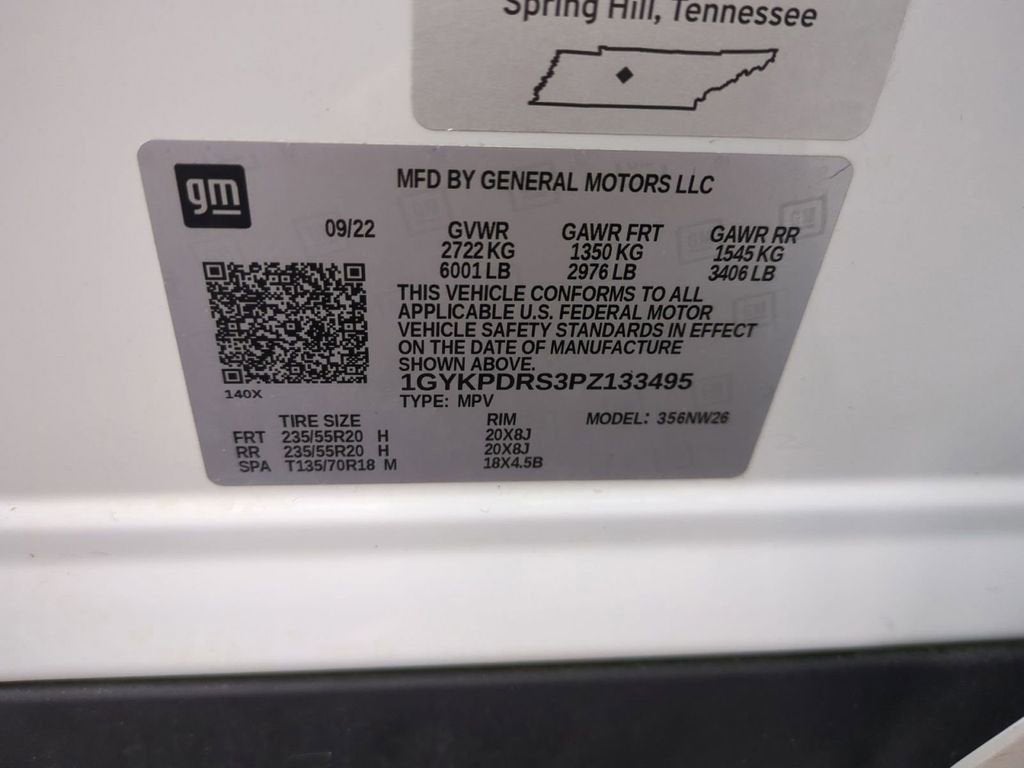 Spring Hill, Tennessee
gm
MFD BY GENERAL MOTORS LLC
09/22
GVWR GAWR FRT GAWR RR
2722 KG 1350 KG 1545 KG
6001 LB 2976 LB 3406 LB
THIS VEHICLE CONFORMS TO ALL
APPLICABLE U.S. FEDERAL MOTOR
VEHICLE SAFETY STANDARDS IN EFFECT
ON THE DATE OF MANUFACTURE
SHOWN ABOVE.
1GYKPDRS3PZ133495
140X
TYPE: MPV
TIRE SIZE RIM MODEL: 356NW26
FRT 235/55R20 H 20X8J
RR 235/55R20 H 20X8J
SPA T135/70R18 M 18X4.5B